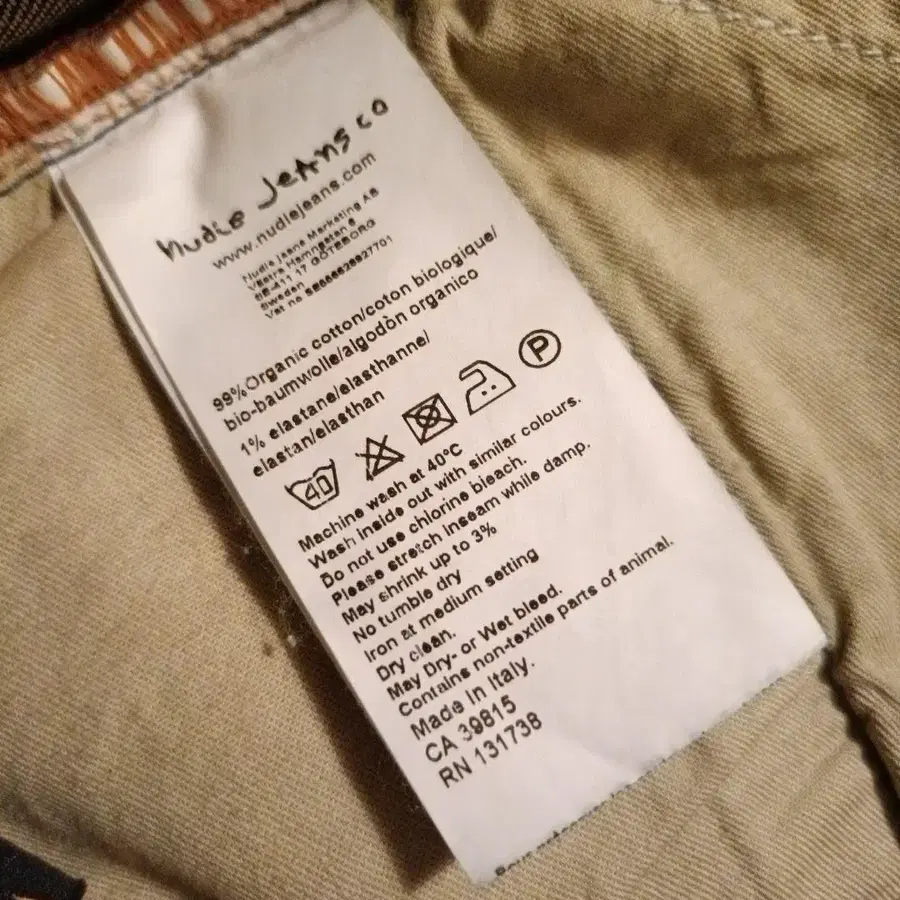 Nudie Jeans co
www.nudiejeans.com
Nudie Jeans Marketing AB
Västra Hamngatan 6
SE-411 17 GÖTEBORG
Sweden
99%Organic cotton/coton biologique/
bio-baumwolle/algodòn organico
1% elastane/elasthanne/
elastan/elasthan
40 P
Machine wash at 40°C
Wash inside out with similar colours.
Do not use chlorine bleach.
Please stretch inseam while damp.
May shrink up to 3%
No tumble dry
Iron at medium setting
Dry clean.
May Dry- or Wet bleed.
Contains non-textile parts of animal.
Made in Italy.
CA 39815
RN 131738